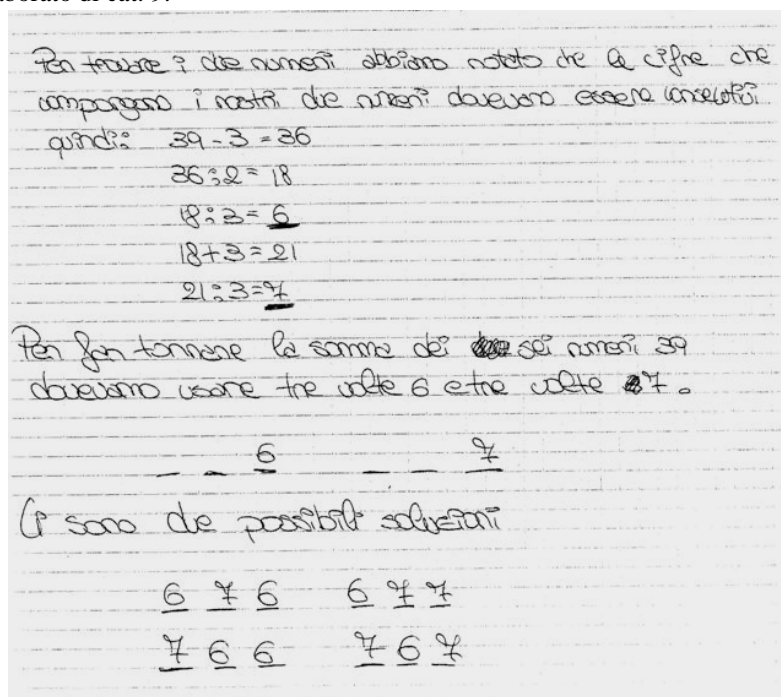 Per trovare i due numeri abbiamo notato che le cifre che
compongono i nostri due numeri dovevano essere consecutivi
quindi: 39 - 3 = 36
36 : 2 = 18
18 : 3 = 6
18 + 3 = 21
21 : 3 = 7
Per far tornare la somma dei sei numeri 39
dovevamo usare tre volte 6 e tre volte 7.
_ _ 6 _ _ 7
Ci sono due possibili soluzioni
6 7 6 6 7 7
7 6 6 7 6 7